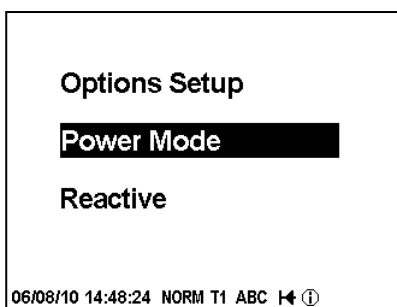 Options Setup
Power Mode
Reactive
06/08/10 14:48:24 NORM T1 ABC